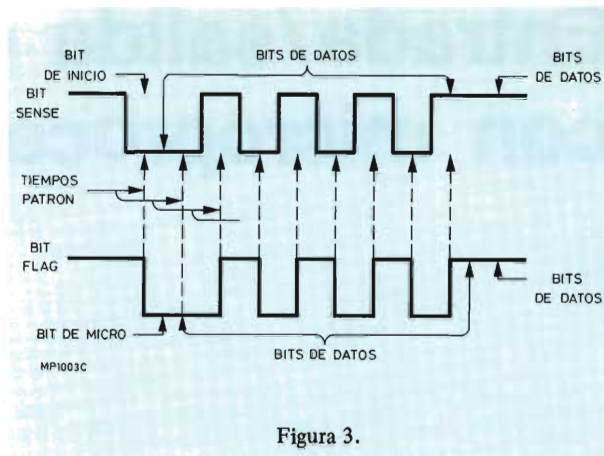 BIT
DE INICIO
BIT
SENSE
BITS DE DATOS
BITS
DE DATOS
TIEMPOS
PATRON
BIT
FLAG
BIT DE MICRO
BITS DE DATOS
BITS
DE DATOS
MP1003C
Figura 3.